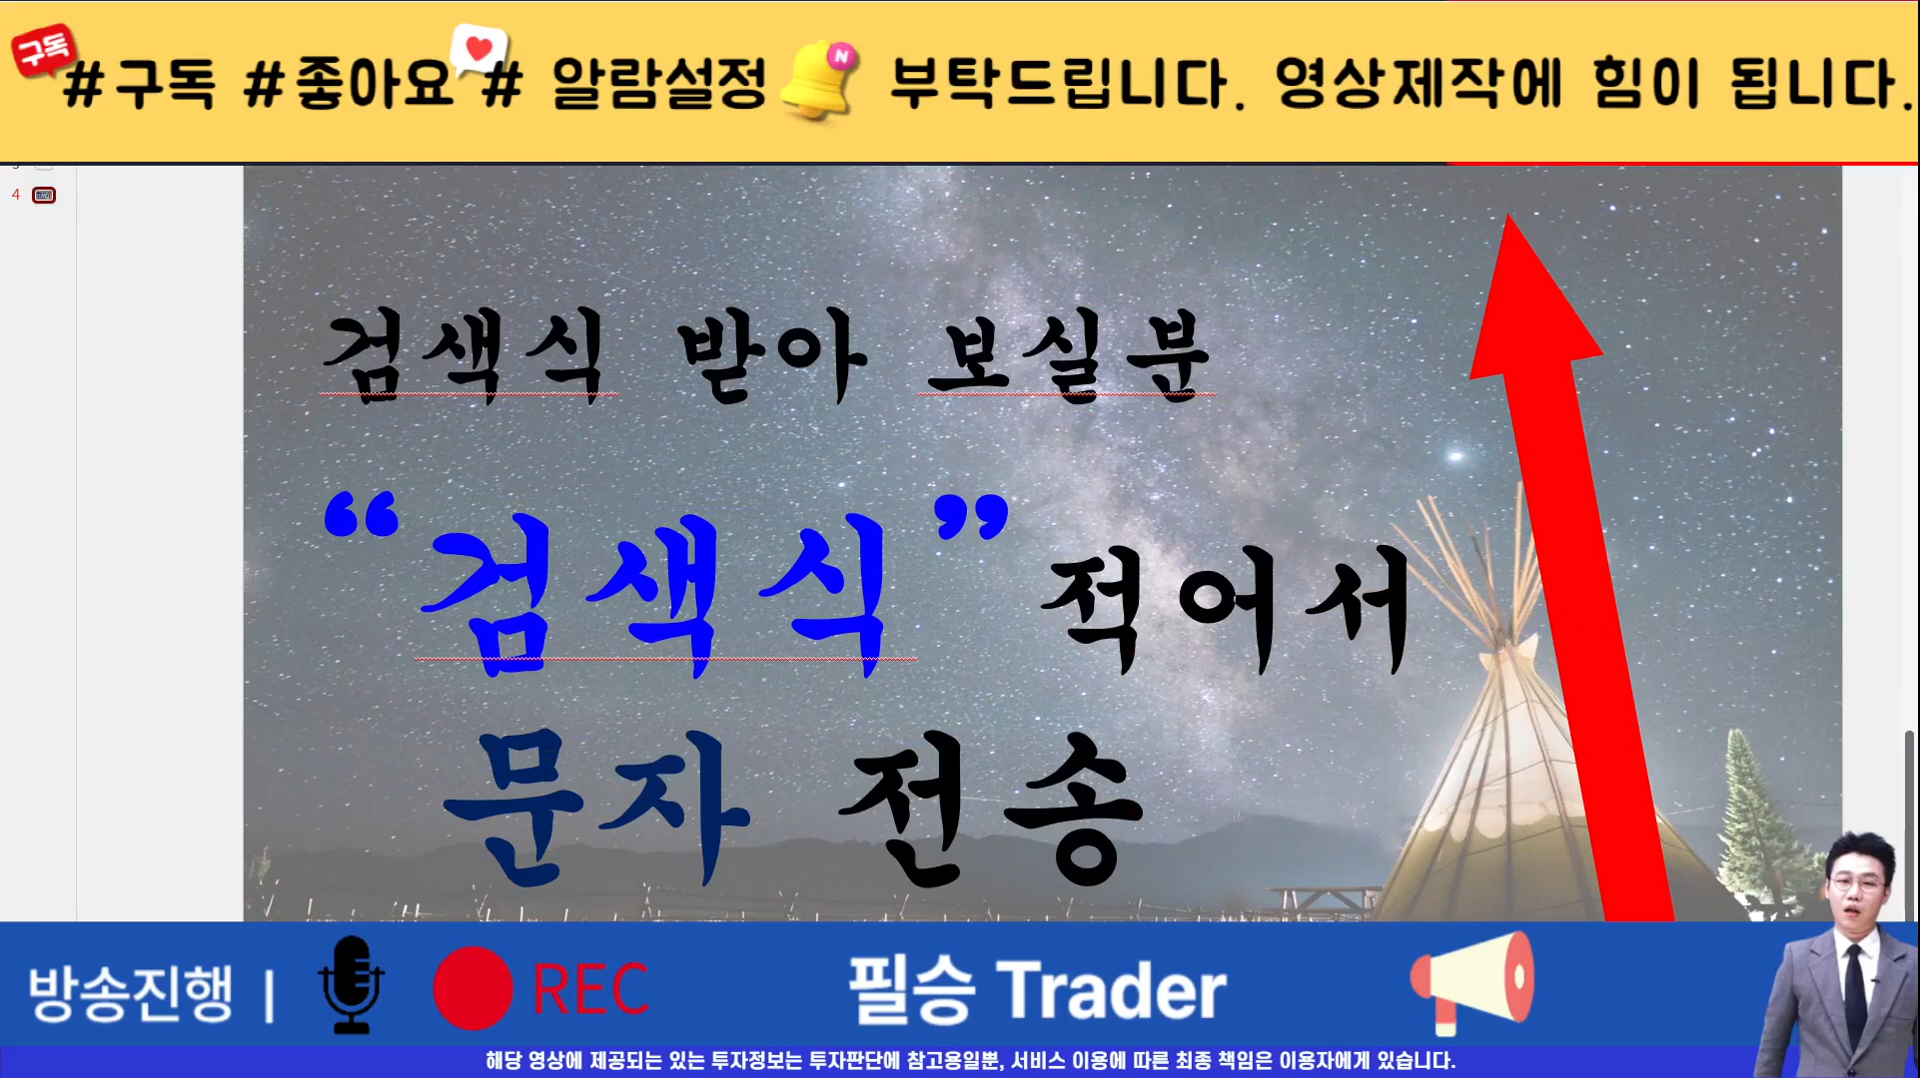 구독
#구독 #좋아요 # 알람설정 N 부탁드립니다. 영상제작에 힘이 됩니다.
4
검색식 받아 보실분
“검색식” 적어서
문자 전송
방송진행 | REC 필승 Trader
해당 영상에 제공되는 있는 투자정보는 투자판단에 참고용일뿐, 서비스 이용에 따른 최종 책임은 이용자에게 있습니다.